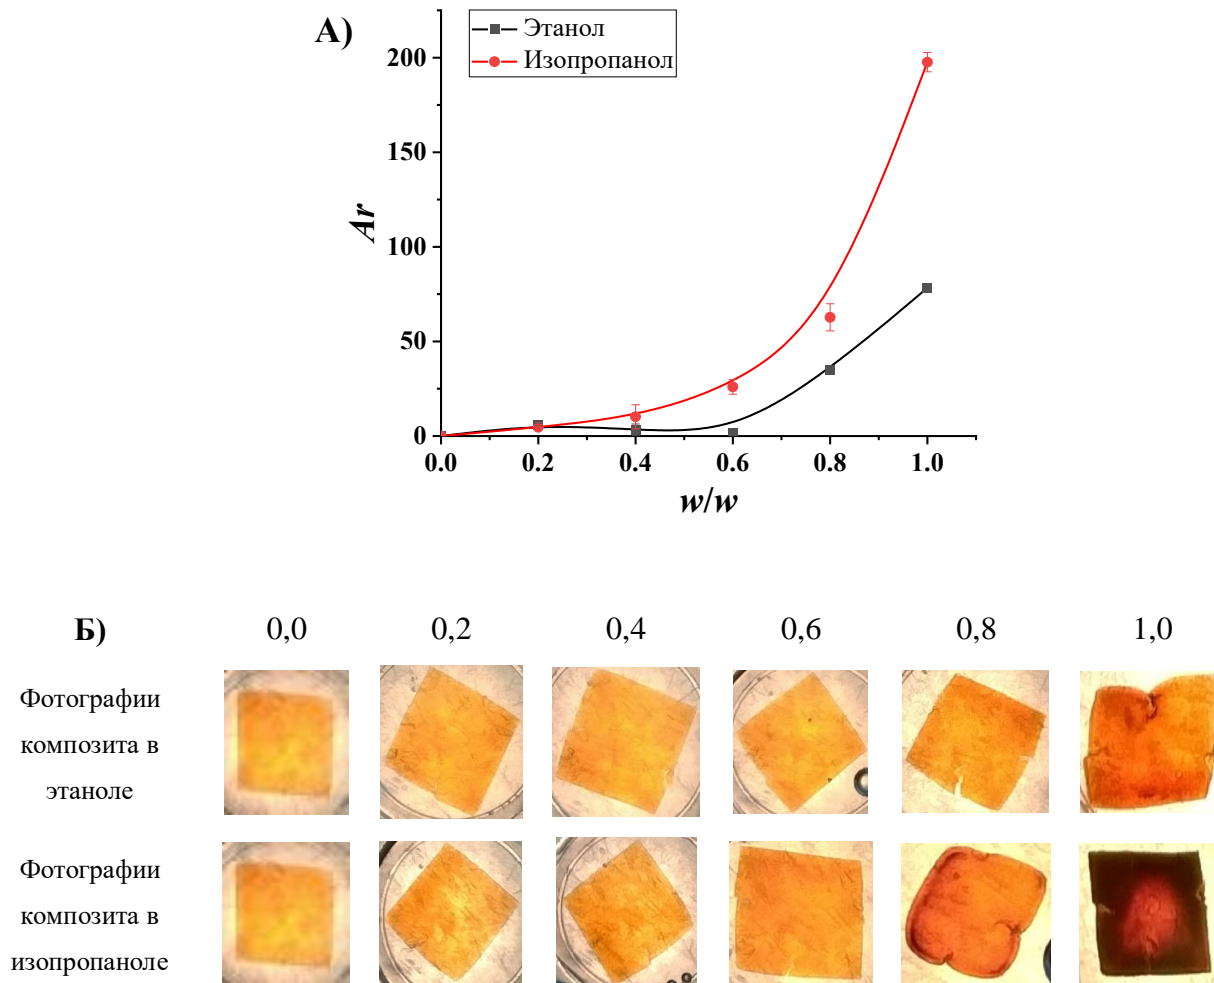 А)
Этанол
Изопропанол
200
150
100
50
0
Ar
0.0 0.2 0.4 0.6 0.8 1.0
w/w
Б) 0,0 0,2 0,4 0,6 0,8 1,0
Фотографии
композита в
этаноле
Фотографии
композита в
изопропаноле